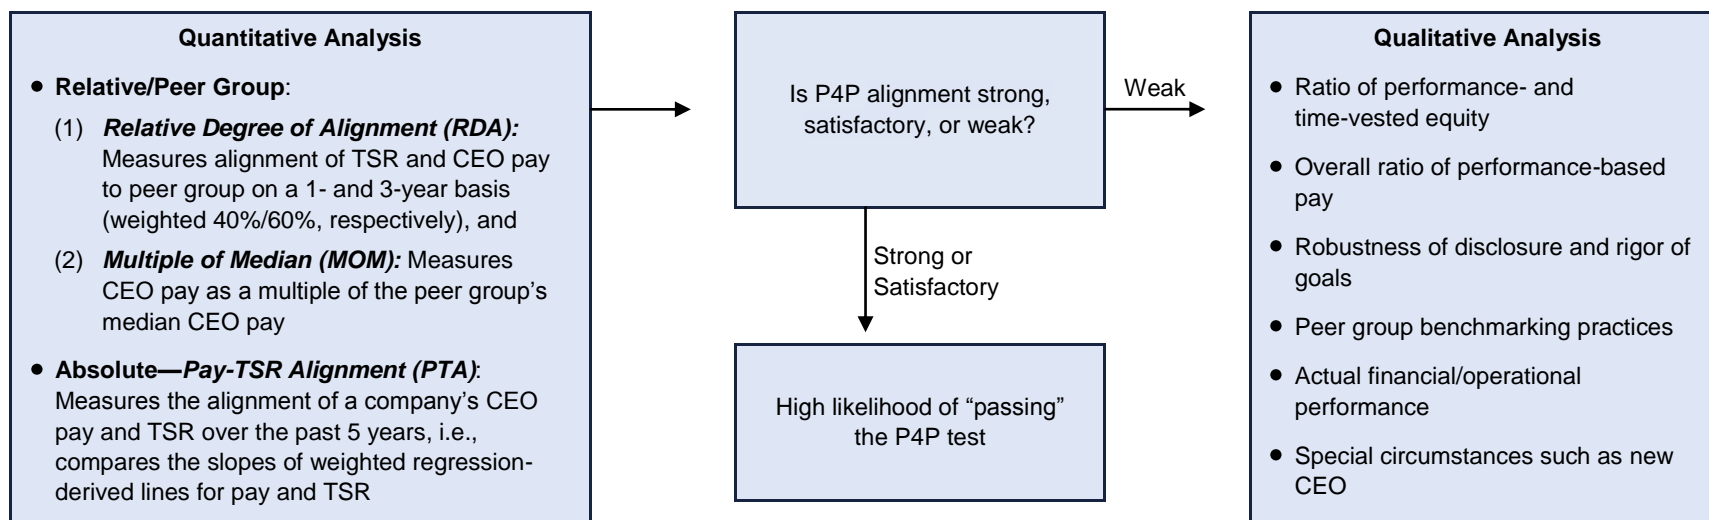 Quantitative Analysis
• Relative/Peer Group:
(1) Relative Degree of Alignment (RDA):
Measures alignment of TSR and CEO pay
to peer group on a 1- and 3-year basis
(weighted 40%/60%, respectively), and
(2) Multiple of Median (MOM): Measures
CEO pay as a multiple of the peer group’s
median CEO pay
• Absolute—Pay-TSR Alignment (PTA):
Measures the alignment of a company’s CEO
pay and TSR over the past 5 years, i.e.,
compares the slopes of weighted regression-
derived lines for pay and TSR
Is P4P alignment strong,
satisfactory, or weak?
Weak
Strong or
Satisfactory
High likelihood of “passing”
the P4P test
Qualitative Analysis
• Ratio of performance- and
time-vested equity
• Overall ratio of performance-based
pay
• Robustness of disclosure and rigor of
goals
• Peer group benchmarking practices
• Actual financial/operational
performance
• Special circumstances such as new
CEO